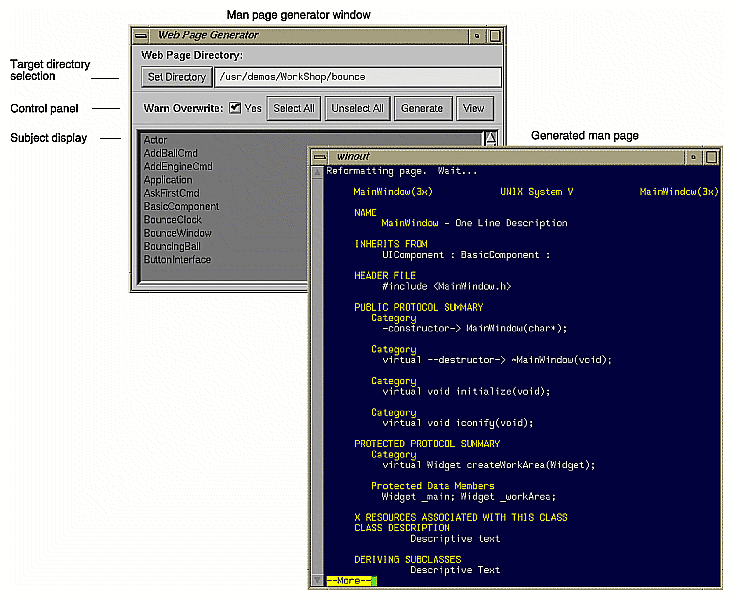 Man page generator window
Web Page Generator
Web Page Directory:
Target directory
selection
Set Directory /usr/demos/WorkShop/bounce
Control panel
Warn Overwrite: Yes Select All Unselect All Generate View
Subject display
Actor
AddBallCmd
AddEngineCmd
Application
AskFirstCmd
BasicComponent
BounceClock
BounceWindow
BouncingBall
ButtonInterface
Generated man page
winout
Reformatting page. Wait...
MainWindow(3x) UNIX System V MainWindow(3x)
NAME
MainWindow - One Line Description
INHERITS FROM
UIComponent : BasicComponent :
HEADER FILE
#include <MainWindow.h>
PUBLIC PROTOCOL SUMMARY
Category
-constructor-> MainWindow(char*);
Category
virtual --destructor-> ~MainWindow(void);
Category
virtual void initialize(void);
Category
virtual void iconify(void);
PROTECTED PROTOCOL SUMMARY
Category
virtual Widget createWorkArea(Widget);
Protected Data Members
Widget _main; Widget _workArea;
X RESOURCES ASSOCIATED WITH THIS CLASS
CLASS DESCRIPTION
Descriptive text
DERIVING SUBCLASSES
Descriptive Text
--More--